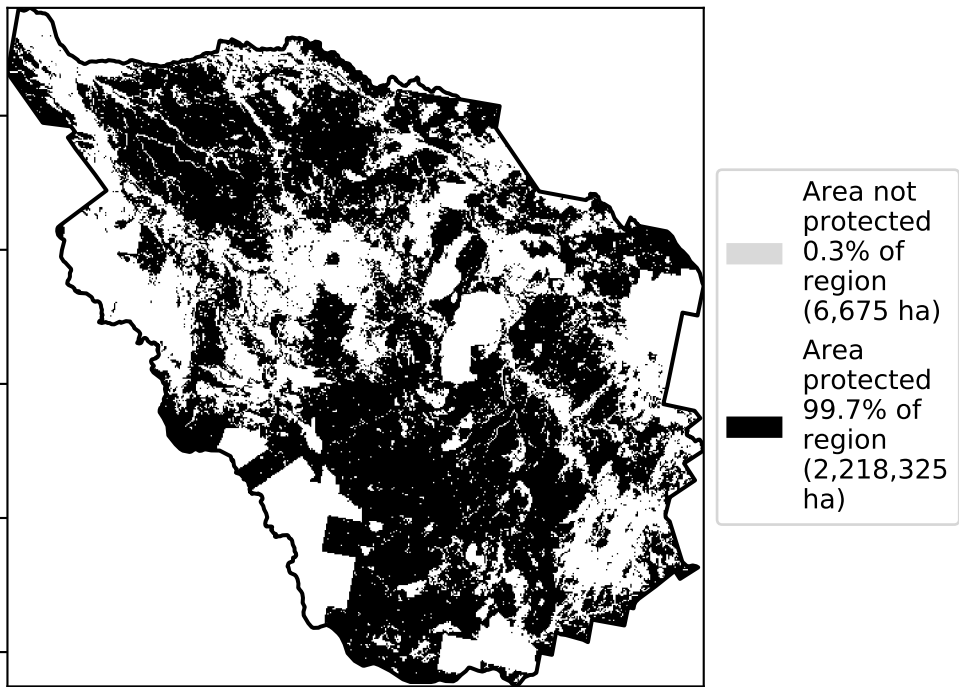 Area not
protected
0.3% of
region
(6,675 ha)
Area
protected
99.7% of
region
(2,218,325
ha)